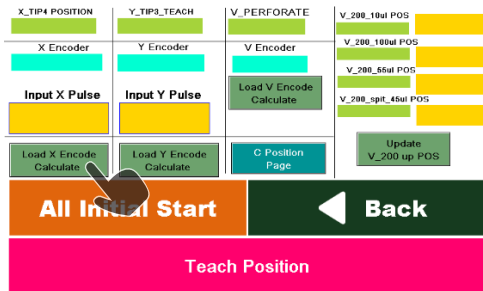 X_TIP4 POSITION
Y_TIP3_TEACH
V_PERFORATE
V_200_10ul POS
X Encoder
Y Encoder
V Encoder
V_200_100ul POS
V_200_55ul POS
Input X Pulse
Input Y Pulse
Load V Encode
Calculate
V_200_spit_45ul POS
Load X Encode
Calculate
Load Y Encode
Calculate
C Position
Page
Update
V_200 up POS
All Initial Start
Back
Teach Position